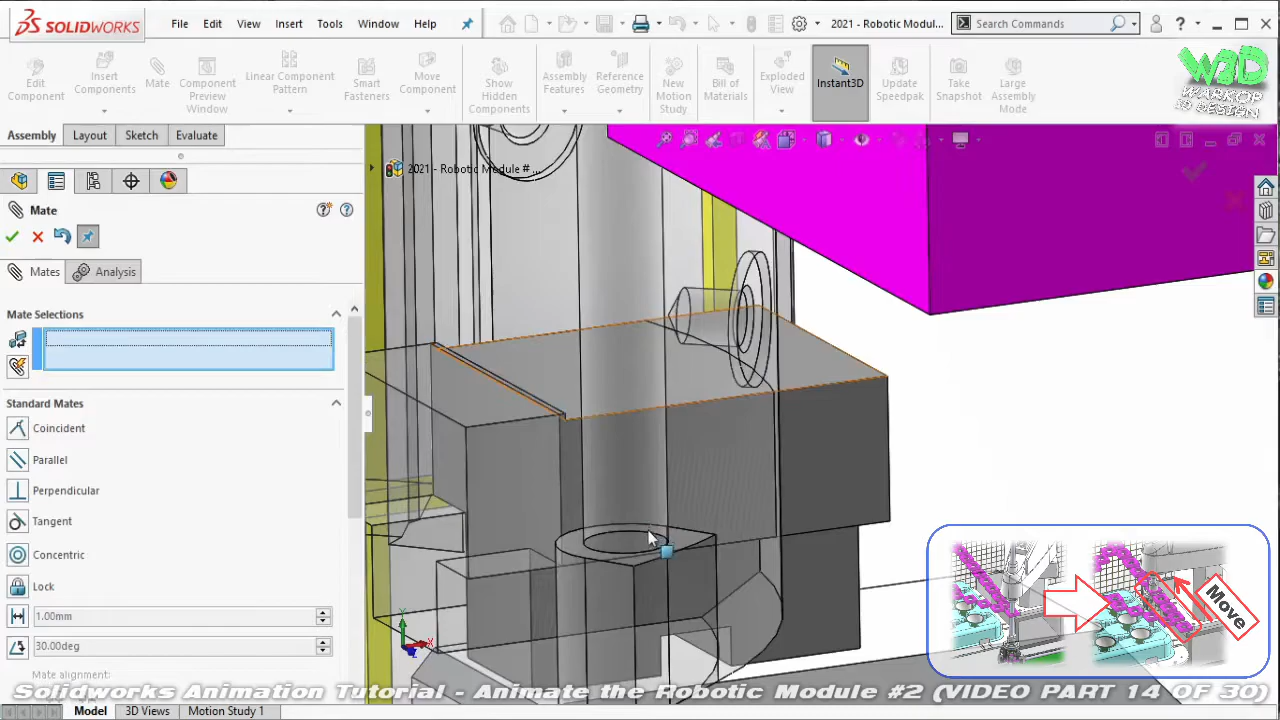 SOLIDWORKS
File Edit View Insert Tools Window Help
2021 - Robotic Modul...
Search Commands
Edit Component
Insert Components
Mate
Component Preview Window
Linear Component Pattern
Smart Fasteners
Move Component
Show Hidden Components
Assembly Features
Reference Geometry
New Motion Study
Bill of Materials
Exploded View
Instant3D
Update Speedpak
Take Snapshot
Large Assembly Mode
W3D
Assembly Layout Sketch Evaluate
2021 - Robotic Module # ...
Mate
Mates Analysis
Mate Selections
Standard Mates
Coincident
Parallel
Perpendicular
Tangent
Concentric
Lock
1.00mm
30.00deg
Mate alignment:
Y
X
Move
Solidworks Animation Tutorial - Animate the Robotic Module #2 (VIDEO PART 14 OF 30)
Model 3D Views Motion Study 1